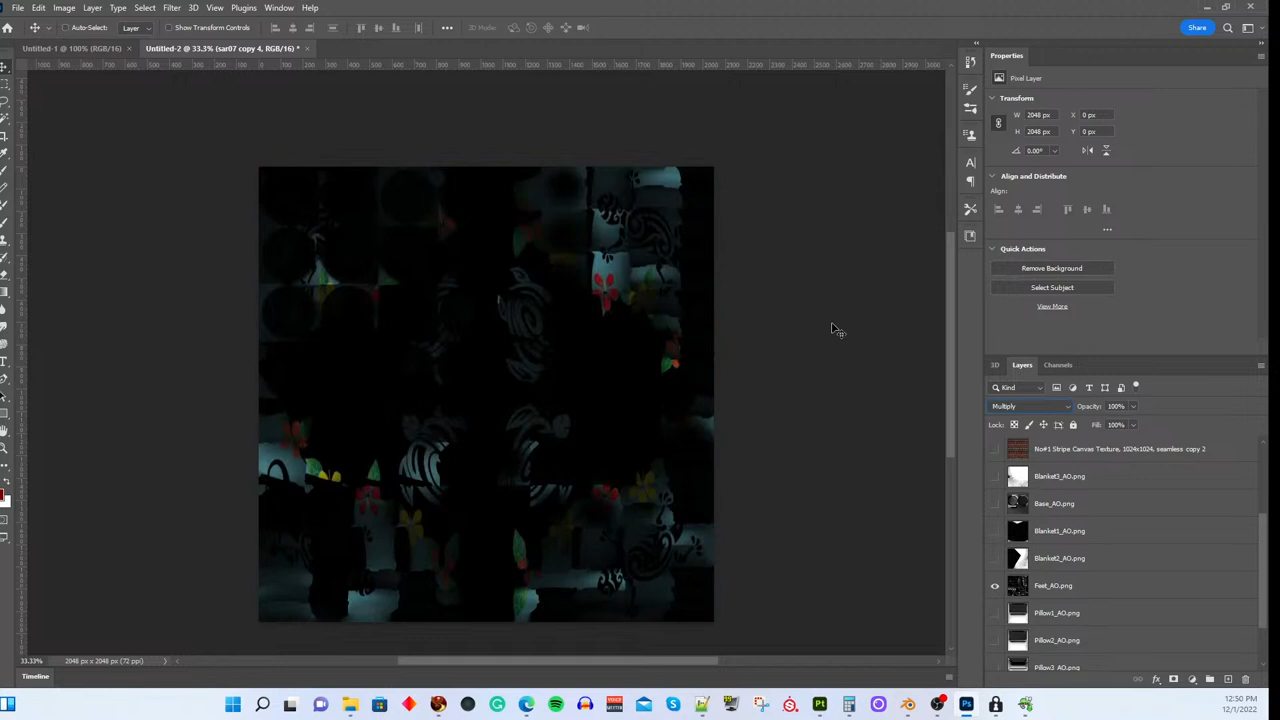 File Edit Image Layer Type Select Filter 3D View Plugins Window Help
Auto-Select: Layer Show Transform Controls 3D Mode: Share
Untitled-1 @ 100% (RGB/16) × Untitled-2 @ 33.3% (sar07 copy 4, RGB/16) * ×
Properties
Pixel Layer
Transform
W 2048 px X 0 px
H 2048 px Y 0 px
0.00°
Align and Distribute
Align:
Quick Actions
Remove Background
Select Subject
View More
3D Layers Channels
Kind
Multiply Opacity: 100%
Lock: Fill: 100%
No#1 Stripe Canvas Texture, 1024x1024, seamless copy 2
Blanket3_AO.png
Base_AO.png
Blanket1_AO.png
Blanket2_AO.png
Feet_AO.png
Pillow1_AO.png
Pillow2_AO.png
Pillow3_AO.png
33.33% 2048 px x 2048 px (72 ppi)
Timeline
12:50 PM
12/1/2022